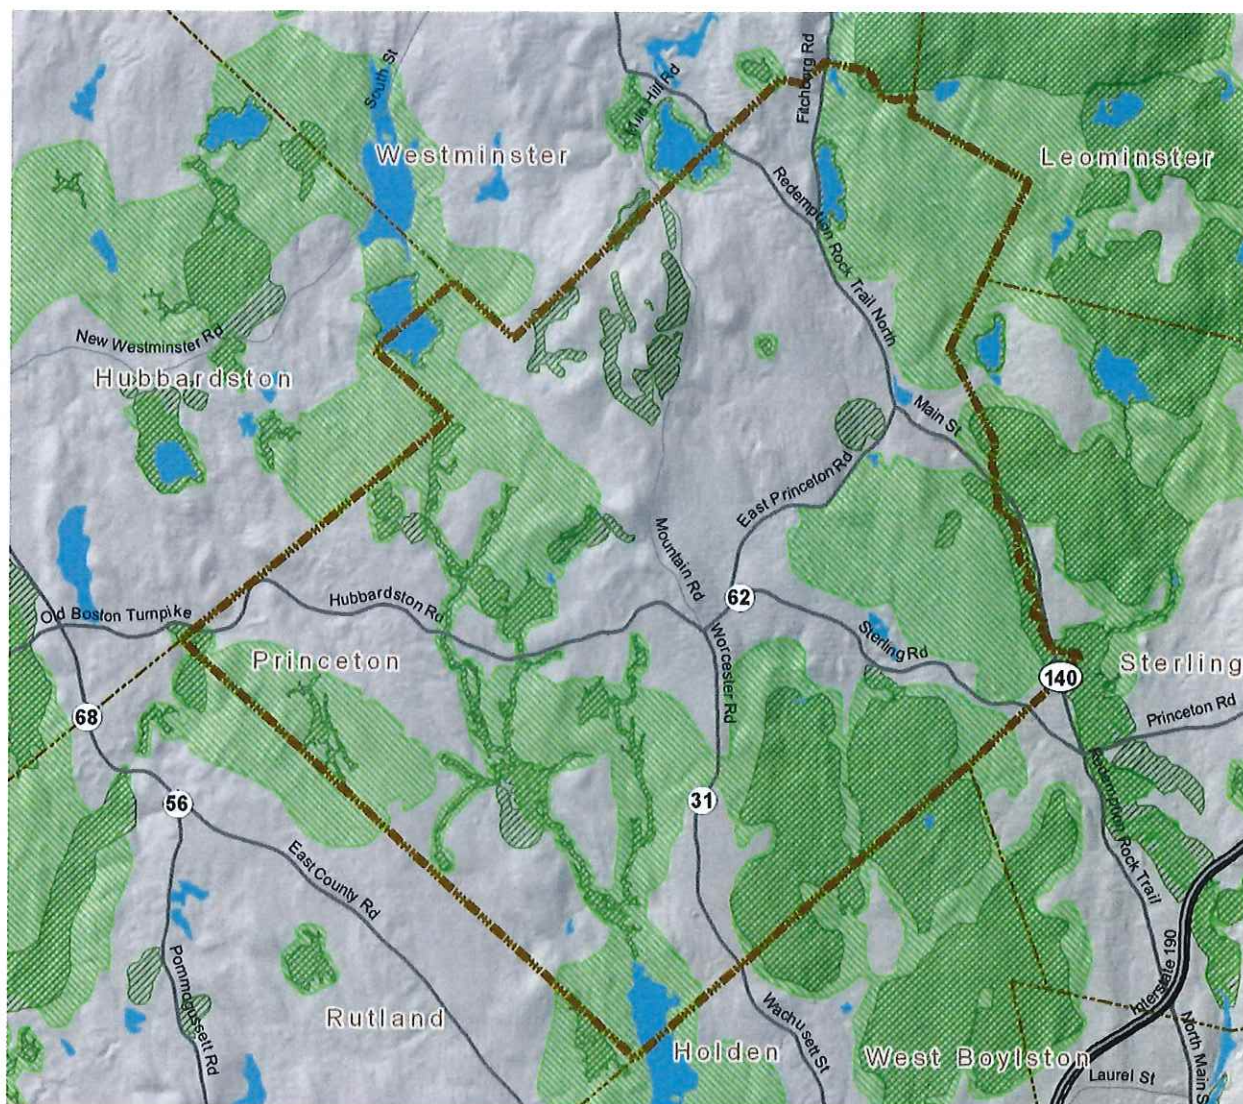 South St
Mile Hill Rd
Fitchburg Rd
Westminster
Leominster
Redemption Rock Trail North
New Westminster Rd
Hubbardston
Main St
East Princeton Rd
Mountain Rd
62
Hubbardston Rd
Old Boston Turnpike
Princeton
Worcester Rd
Sterling Rd
Sterling
140
Princeton Rd
68
56
31
Redemption Rock Trail
East County Rd
Pommogussett Rd
Interstate 190
Rutland
Holden
Wachusett St
West Boylston
North Main S
Laurel St